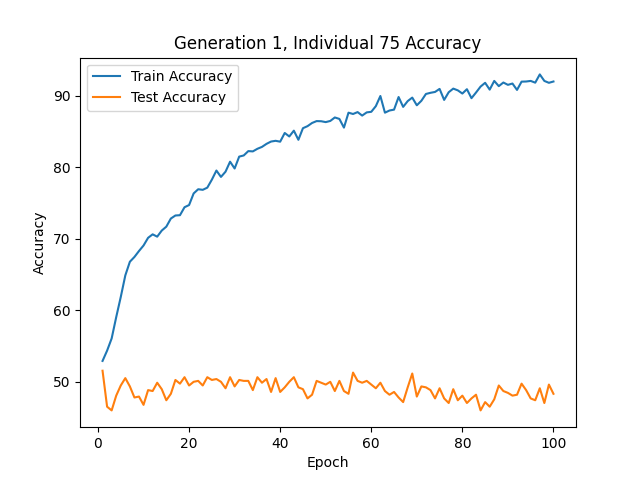 Generation 1, Individual 75 Accuracy
Train Accuracy
Test Accuracy
90
80
70
60
50
Accuracy
0 20 40 60 80 100
Epoch